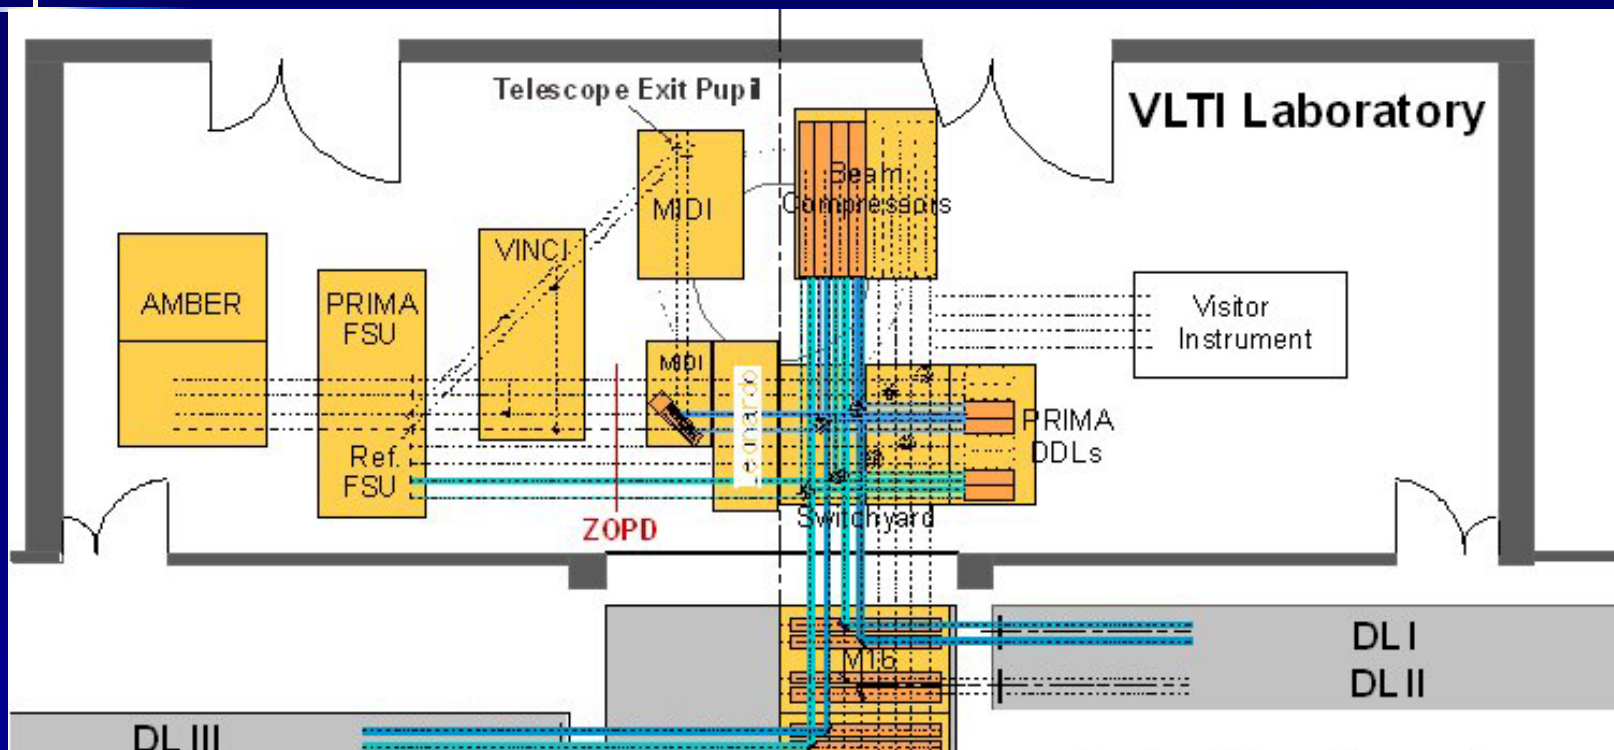 Telescope Exit Pupil
VLTI Laboratory
Beam
Compressors
MIDI
VINCI
AMBER
PRIMA
FSU
Visitor
Instrument
MIDI
Leonardo
PRIMA
DDLs
Ref.
FSU
ZOPD
Switchyard
DL I
M16
DL II
DL III